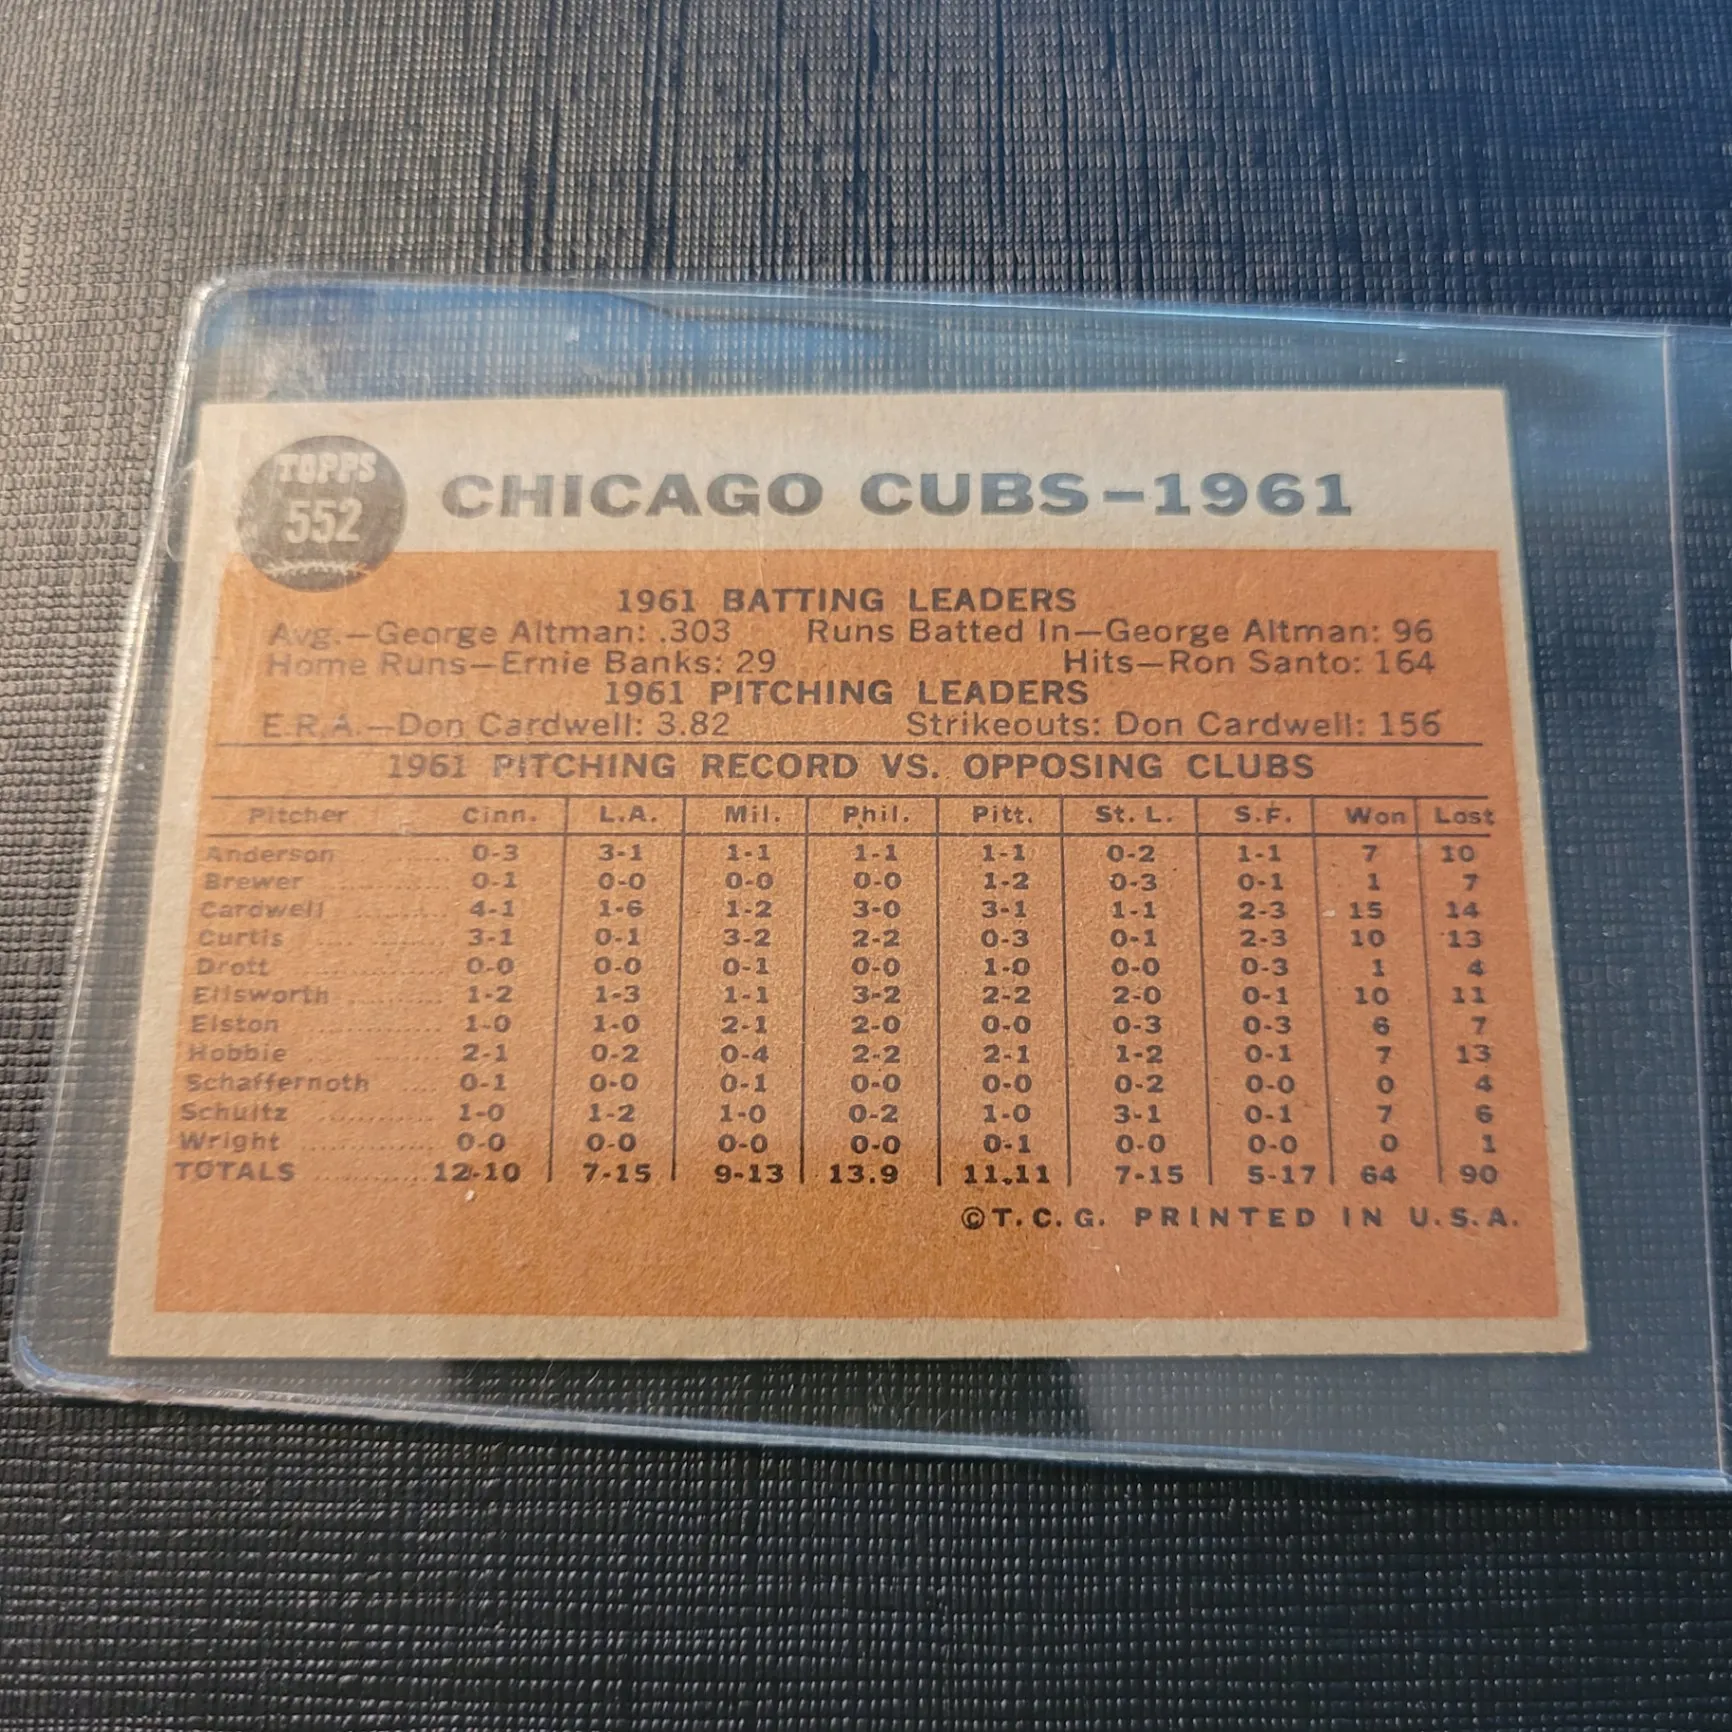 TOPPS
552
CHICAGO CUBS-1961
1961 BATTING LEADERS
Avg.—George Altman: .303 Runs Batted In—George Altman: 96
Home Runs—Ernie Banks: 29 Hits—Ron Santo: 164
1961 PITCHING LEADERS
E.R.A.—Don Cardwell: 3.82 Strikeouts: Don Cardwell: 156
1961 PITCHING RECORD VS. OPPOSING CLUBS
Pitcher Cinn. L.A. Mil. Phil. Pitt. St. L. S.F. Won Lost
Anderson ....... 0-3 3-1 1-1 1-1 1-1 0-2 1-1 7 10
Brewer ............ 0-1 0-0 0-0 0-0 1-2 0-3 0-1 1 7
Cardwell .......... 4-1 1-6 1-2 3-0 3-1 1-1 2-3 15 14
Curtis ............ 3-1 0-1 3-2 2-2 0-3 0-1 2-3 10 13
Drott ............. 0-0 0-0 0-1 0-0 1-0 0-0 0-3 1 4
Ellsworth ......... 1-2 1-3 1-1 3-2 2-2 2-0 0-1 10 11
Elston ............ 1-0 1-0 2-1 2-0 0-0 0-3 0-3 6 7
Hobbie ............ 2-1 0-2 0-4 2-2 2-1 1-2 0-1 7 13
Schaffernoth .... 0-1 0-0 0-1 0-0 0-0 0-2 0-0 0 4
Schultz ............ 1-0 1-2 1-0 0-2 1-0 3-1 0-1 7 6
Wright ............ 0-0 0-0 0-0 0-0 0-1 0-0 0-0 0 1
TOTALS ............ 12-10 7-15 9-13 13.9 11.11 7-15 5-17 64 90
©T.C.G. PRINTED IN U.S.A.